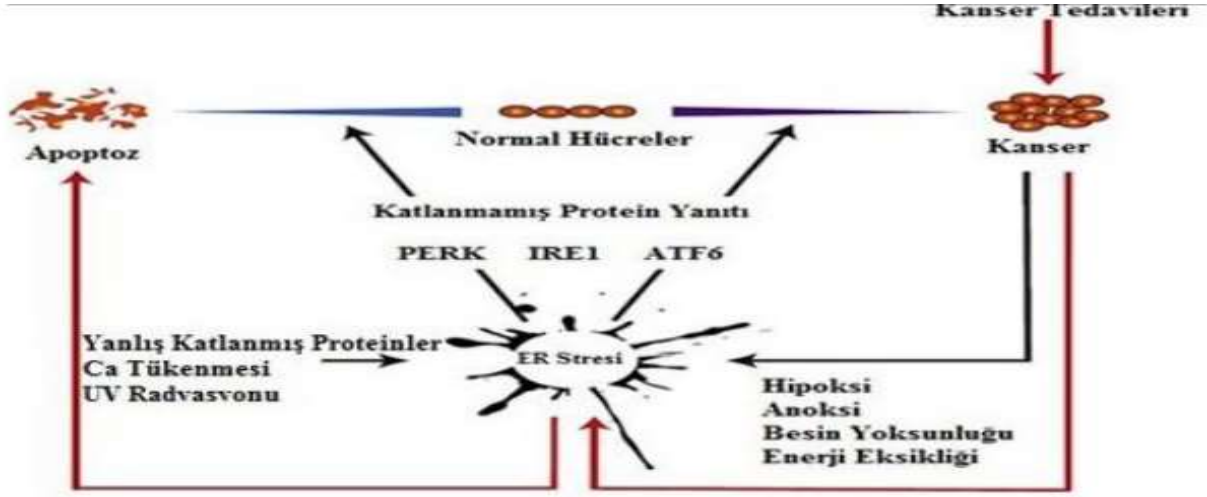 Kanser Tedavileri
Normal Hücreler
Apoptoz
Kanser
Katlanmamış Protein Yanıtı
PERK IRE1 ATF6
Yanlış Katlanmış Proteinler
Ca Tükenmesi
UV Radvasvonu
ER Stresi
Hipoksi
Anoksi
Besin Yoksunluğu
Enerji Eksikliği